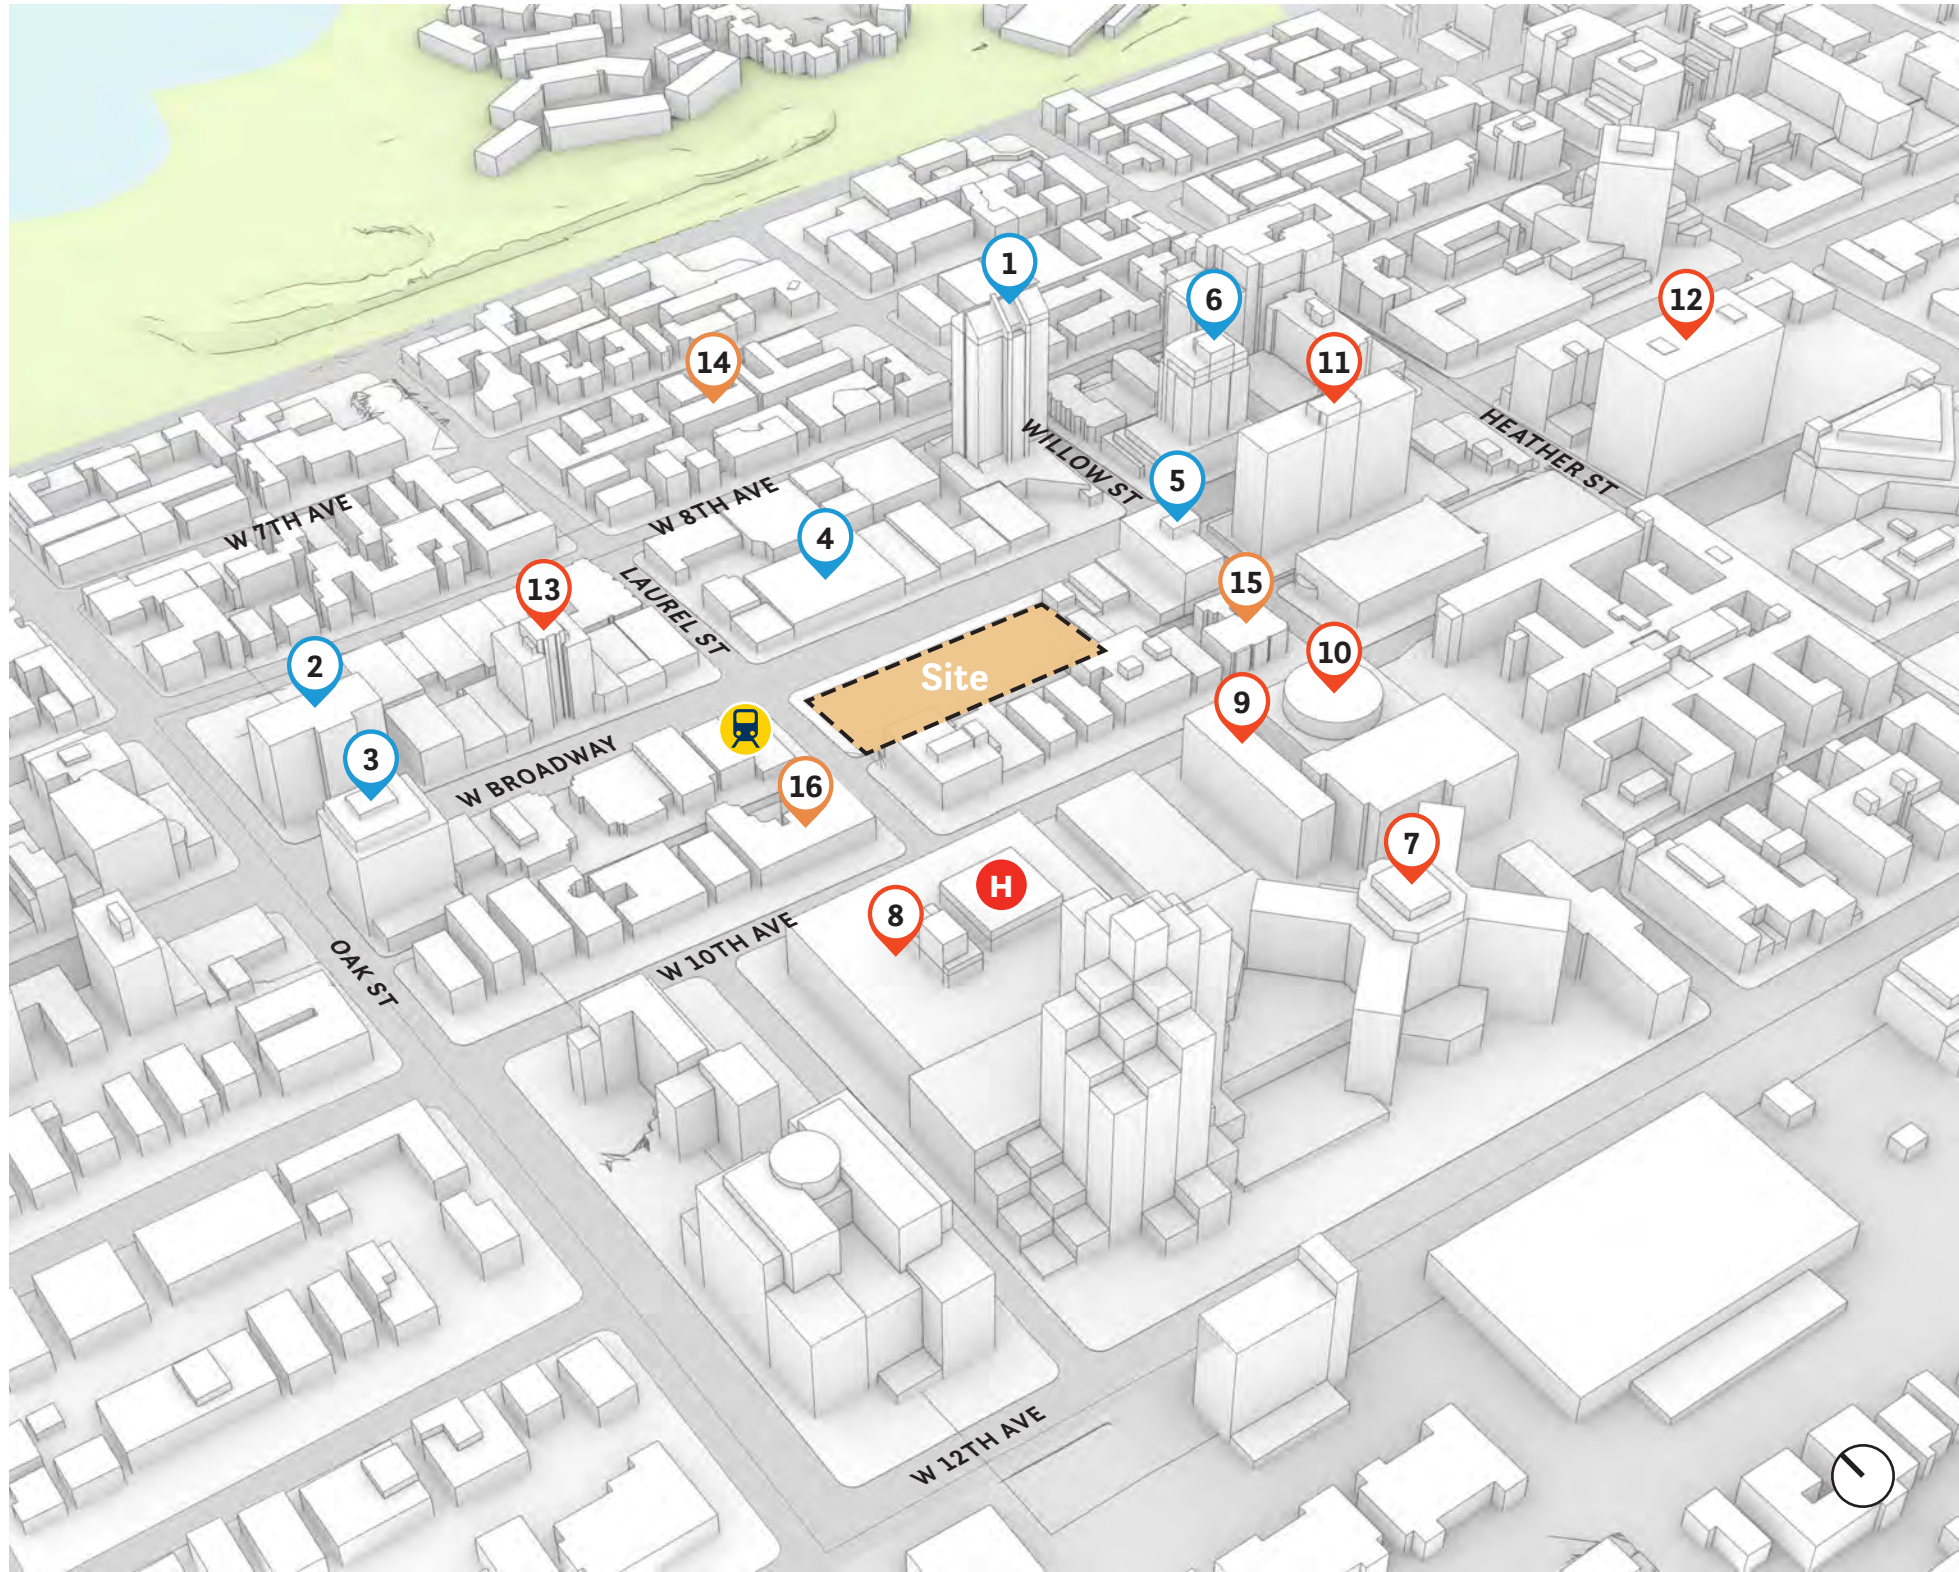 1
6
12
11
14
HEATHER ST
WILLOW ST
5
W 8TH AVE
W 7TH AVE
4
13
15
LAUREL ST
2
Site
10
9
3
W BROADWAY
16
7
H
8
W 10TH AVE
OAK ST
W 12TH AVE